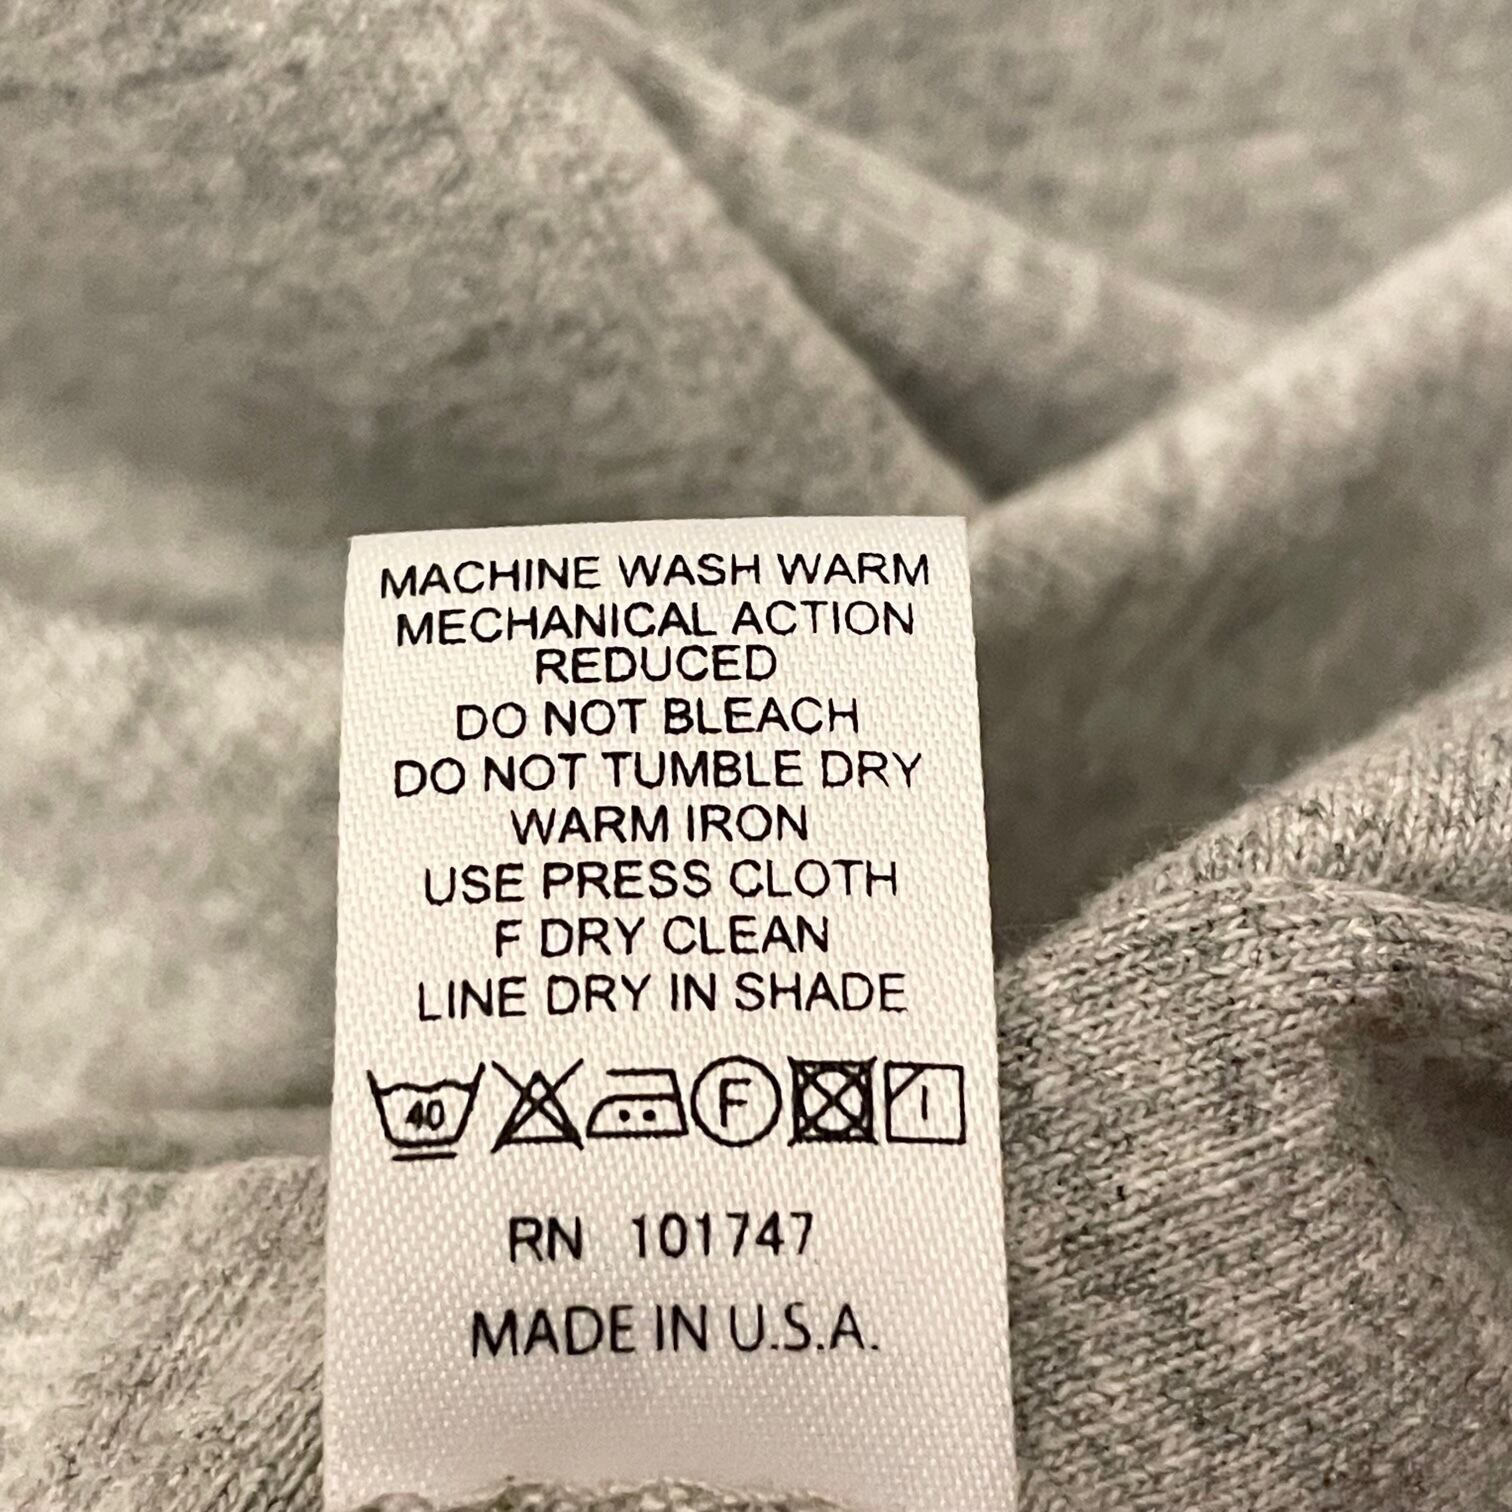 MACHINE WASH WARM
MECHANICAL ACTION
REDUCED
DO NOT BLEACH
DO NOT TUMBLE DRY
WARM IRON
USE PRESS CLOTH
F DRY CLEAN
LINE DRY IN SHADE
40 F
RN 101747
MADE IN U.S.A.